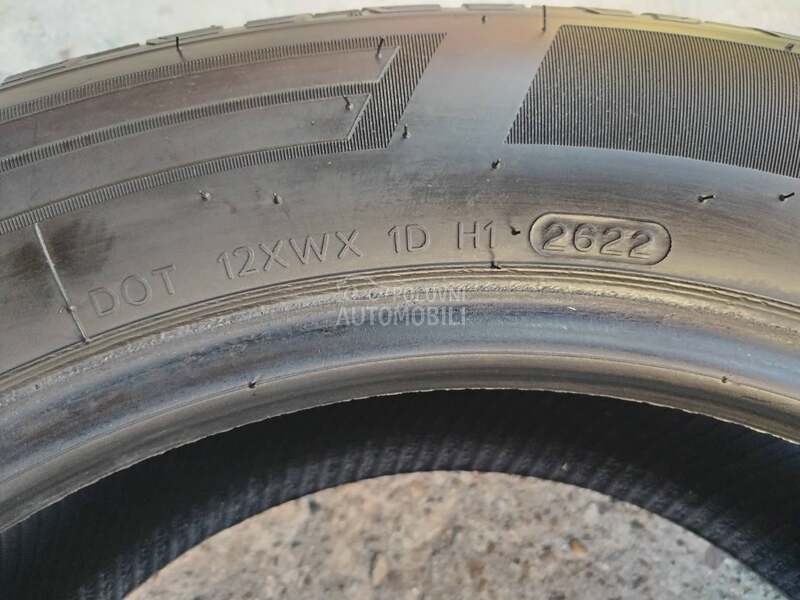 DOT 12XWX 1D H1 2622
POLOVNI
AUTOMOBILI